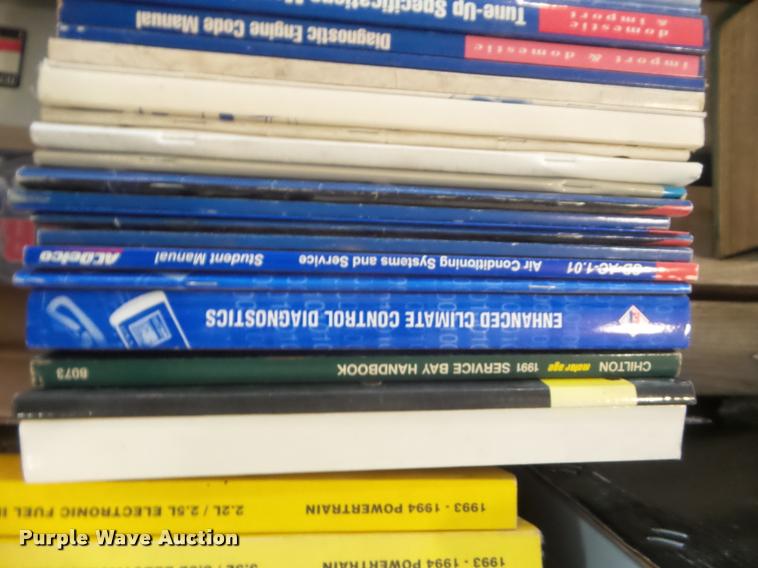 domestic & import Tune-Up Specifications
import & domestic Diagnostic Engine Code Manual
SD-AC-1.01 Air Conditioning Systems and Service Student Manual ACDelco
ENHANCED CLIMATE CONTROL DIAGNOSTICS
CHILTON motor age 1991 SERVICE BAY HANDBOOK 8073
1993 - 1994 POWERTRAIN 2.2L / 2.5L ELECTRONIC FUEL
1993 - 1994 POWERTRAIN
Purple Wave Auction